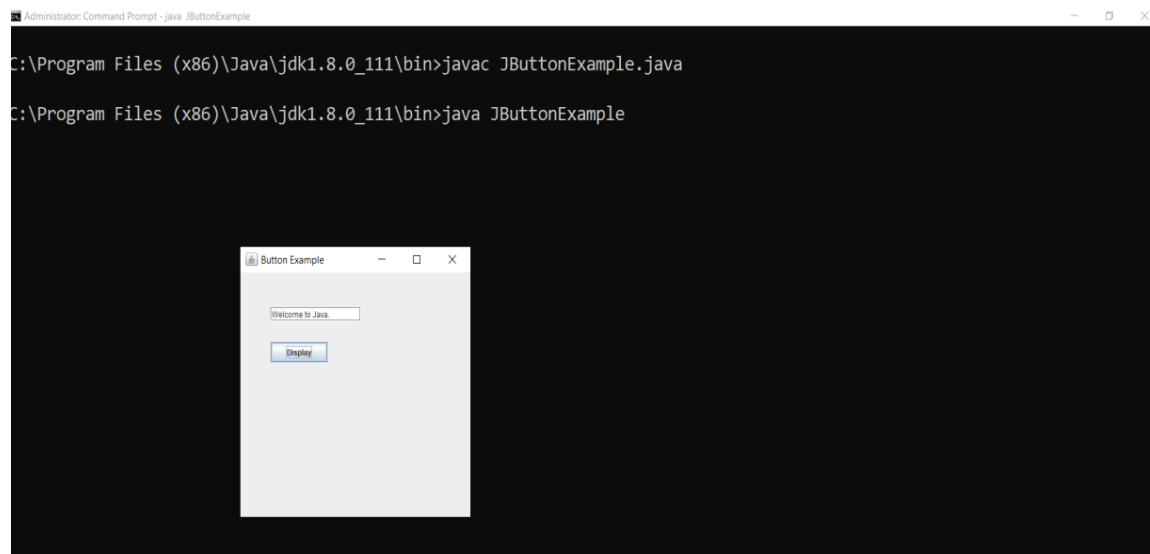 Administrator: Command Prompt - java JButtonExample
C:\Program Files (x86)\Java\jdk1.8.0_111\bin>javac JButtonExample.java
C:\Program Files (x86)\Java\jdk1.8.0_111\bin>java JButtonExample
Button Example
Welcome to Java.
Display